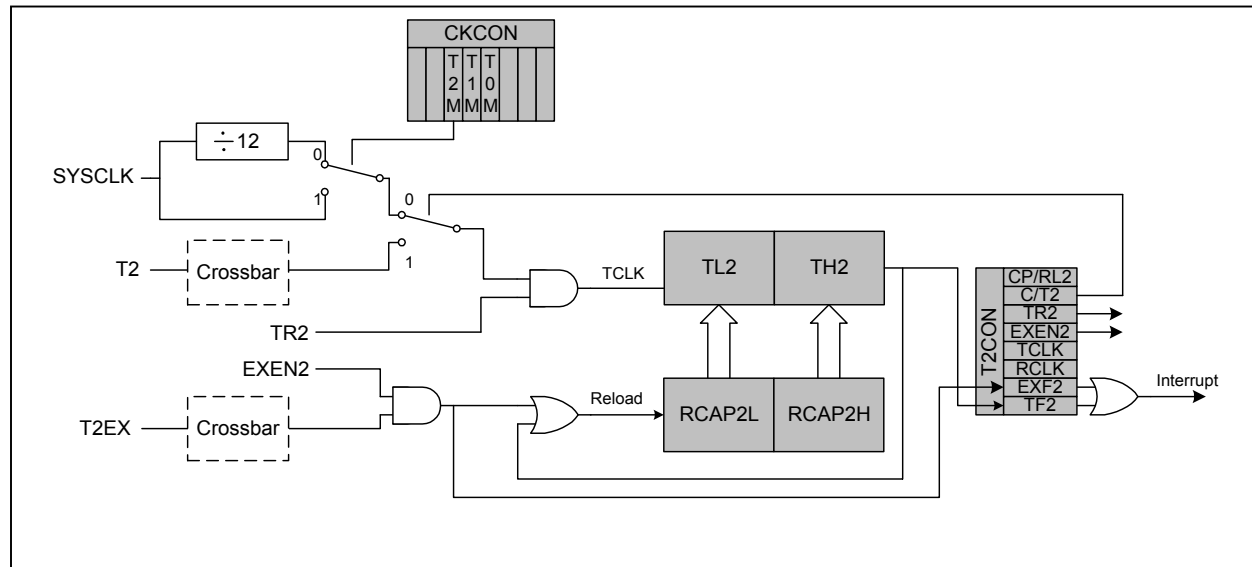 CKCON
T2M
T1M
T0M
÷ 12
0
SYSCLK
1
0
T2
Crossbar
1
TCLK
TL2
TH2
TR2
EXEN2
T2EX
Crossbar
Reload
RCAP2L
RCAP2H
T2CON
CP/RL2
C/T2
TR2
EXEN2
TCLK
RCLK
EXF2
TF2
Interrupt